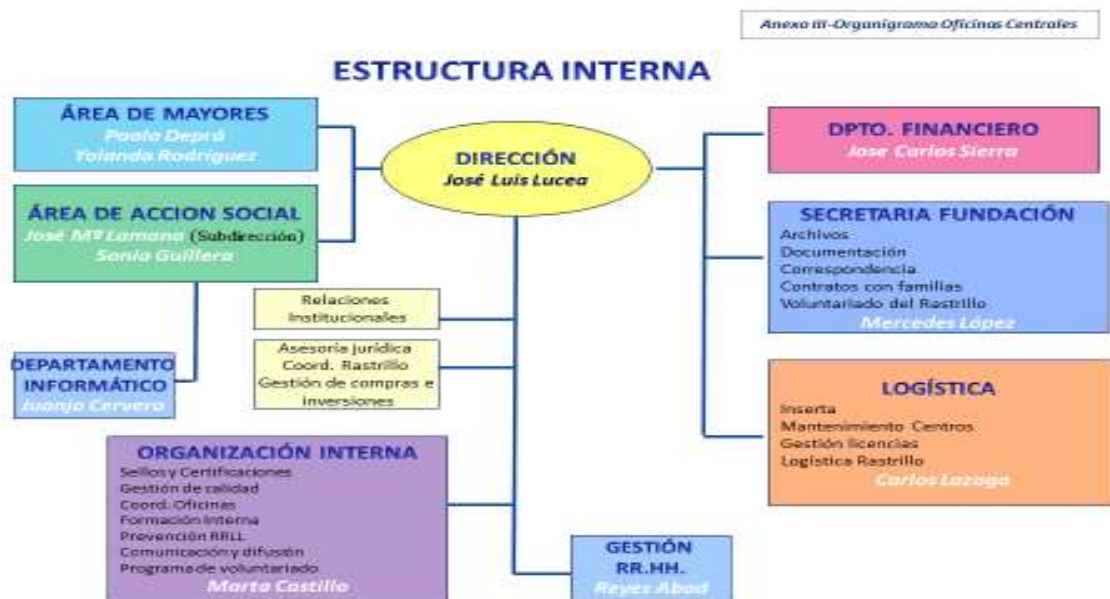 Anexo III-Organigrama Oficinas Centrales
ESTRUCTURA INTERNA
ÁREA DE MAYORES
Paola Deprá
Yolanda Rodríguez
DIRECCIÓN
José Luis Lucea
DPTO. FINANCIERO
Jose Carlos Sierra
ÁREA DE ACCION SOCIAL
José Mª Lamana (Subdirección)
Sonia Guillera
SECRETARIA FUNDACIÓN
Archivos
Documentación
Correspondencia
Contratos con familias
Voluntariado del Rastrillo
Mercedes López
Relaciones
Institucionales
Asesoría jurídica
Coord. Rastrillo
Gestión de compras e
inversiones
DEPARTAMENTO
INFORMÁTICO
Juanjo Cervero
LOGÍSTICA
Inserta
Mantenimiento Centros
Gestión licencias
Logística Rastrillo
Carlos Lazaga
ORGANIZACIÓN INTERNA
Sellos y Certificaciones
Gestión de calidad
Coord. Oficinas
Formación Interna
Prevención RRLL
Comunicación y difusión
Programa de voluntariado
Marta Castillo
GESTIÓN
RR.HH.
Reyes Abad